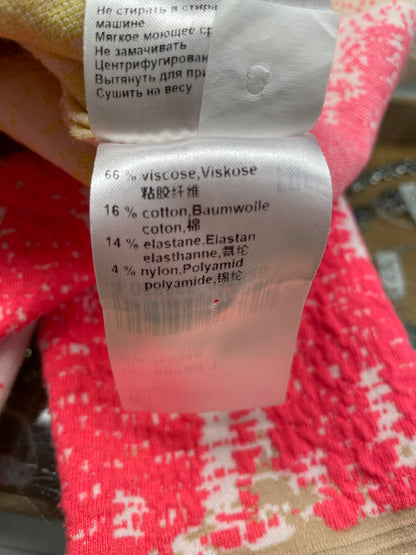 Не стирать в стира
машине
Мягкое моющее ср
Не замачивать
Центрифугирован
Вытянуть для при
Сушить на весу
66 % viscose,Viskose
粘胶纤维
16 % cotton,Baumwolle
coton,棉
14 % elastane,Elastan
elasthanne,氨纶
4 % nylon,Polyamid
polyamide,锦纶